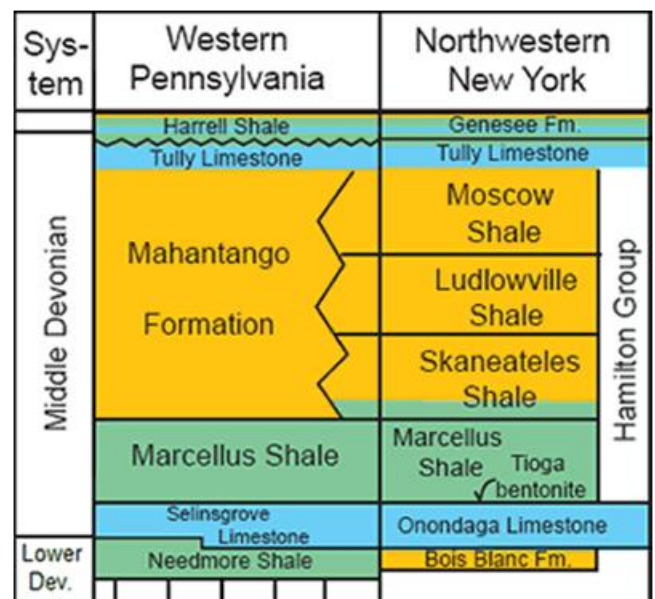 Sys-
tem
Western
Pennsylvania
Northwestern
New York
Harrell Shale
Genesee Fm.
Tully Limestone
Tully Limestone
Middle Devonian
Mahantango
Formation
Moscow
Shale
Ludlowville
Shale
Skaneateles
Shale
Hamilton Group
Marcellus Shale
Marcellus
Shale
Tioga
bentonite
Selinsgrove
Limestone
Onondaga Limestone
Lower
Dev.
Needmore Shale
Bois Blanc Fm.